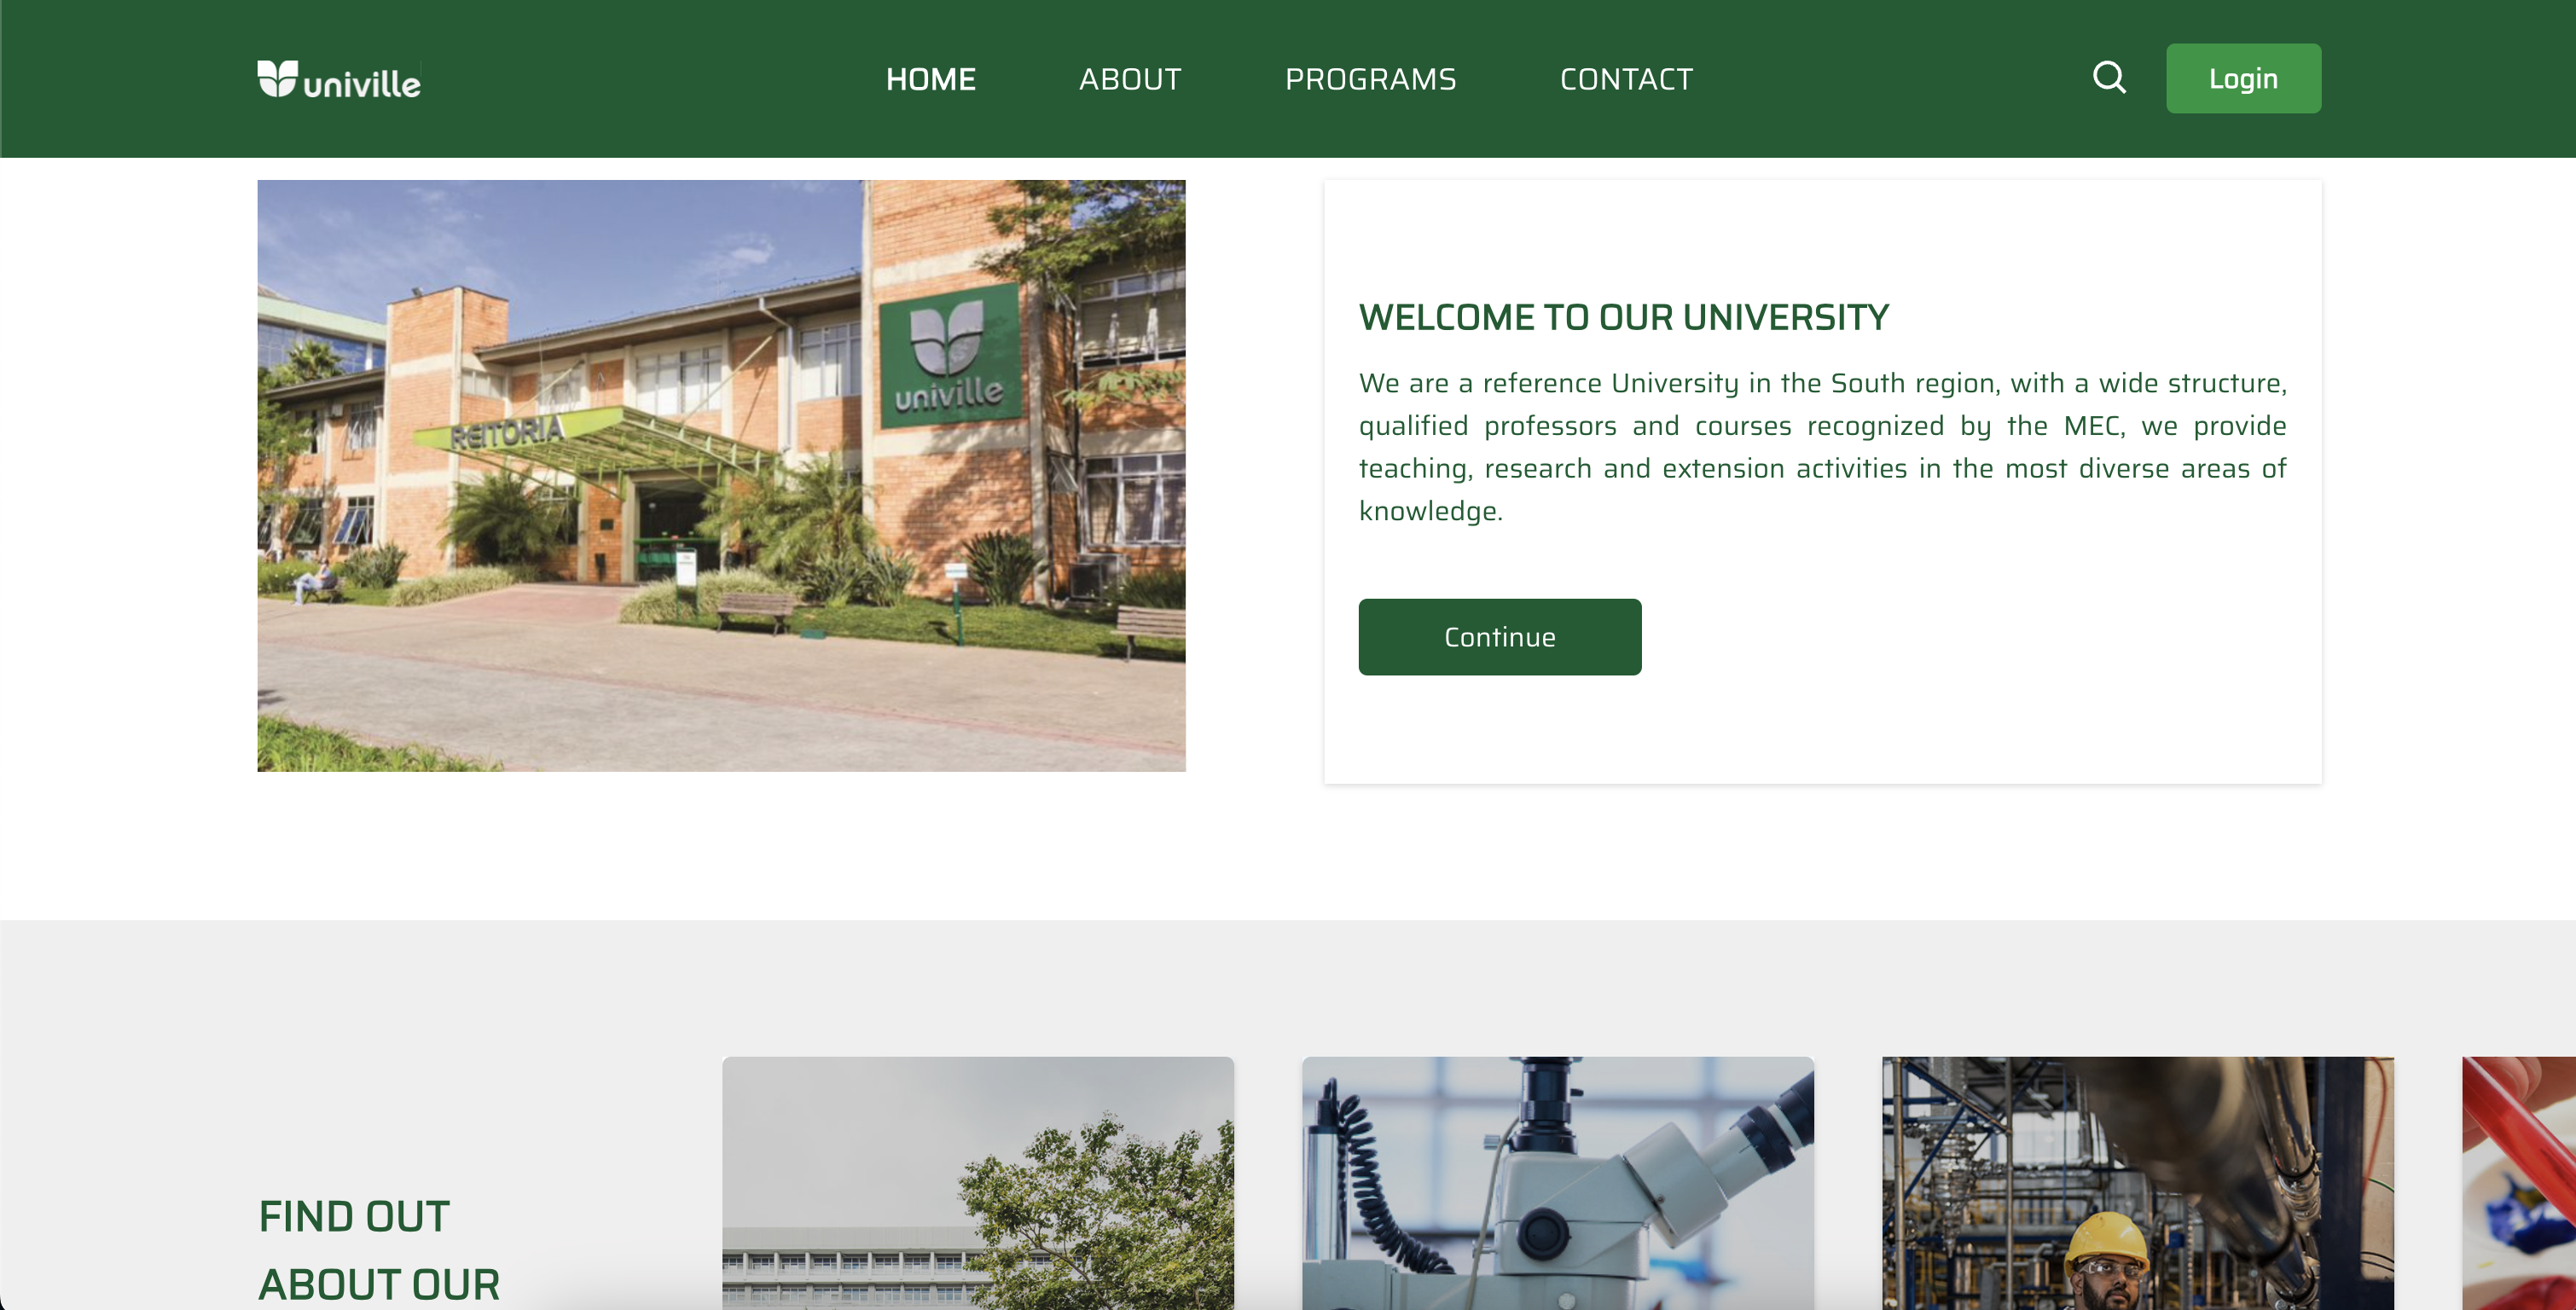 univille
HOME
ABOUT
PROGRAMS
CONTACT
Login
REITORIA
univille
WELCOME TO OUR UNIVERSITY
We are a reference University in the South region, with a wide structure,
qualified professors and courses recognized by the MEC, we provide
teaching, research and extension activities in the most diverse areas of
knowledge.
Continue
FIND OUT
ABOUT OUR